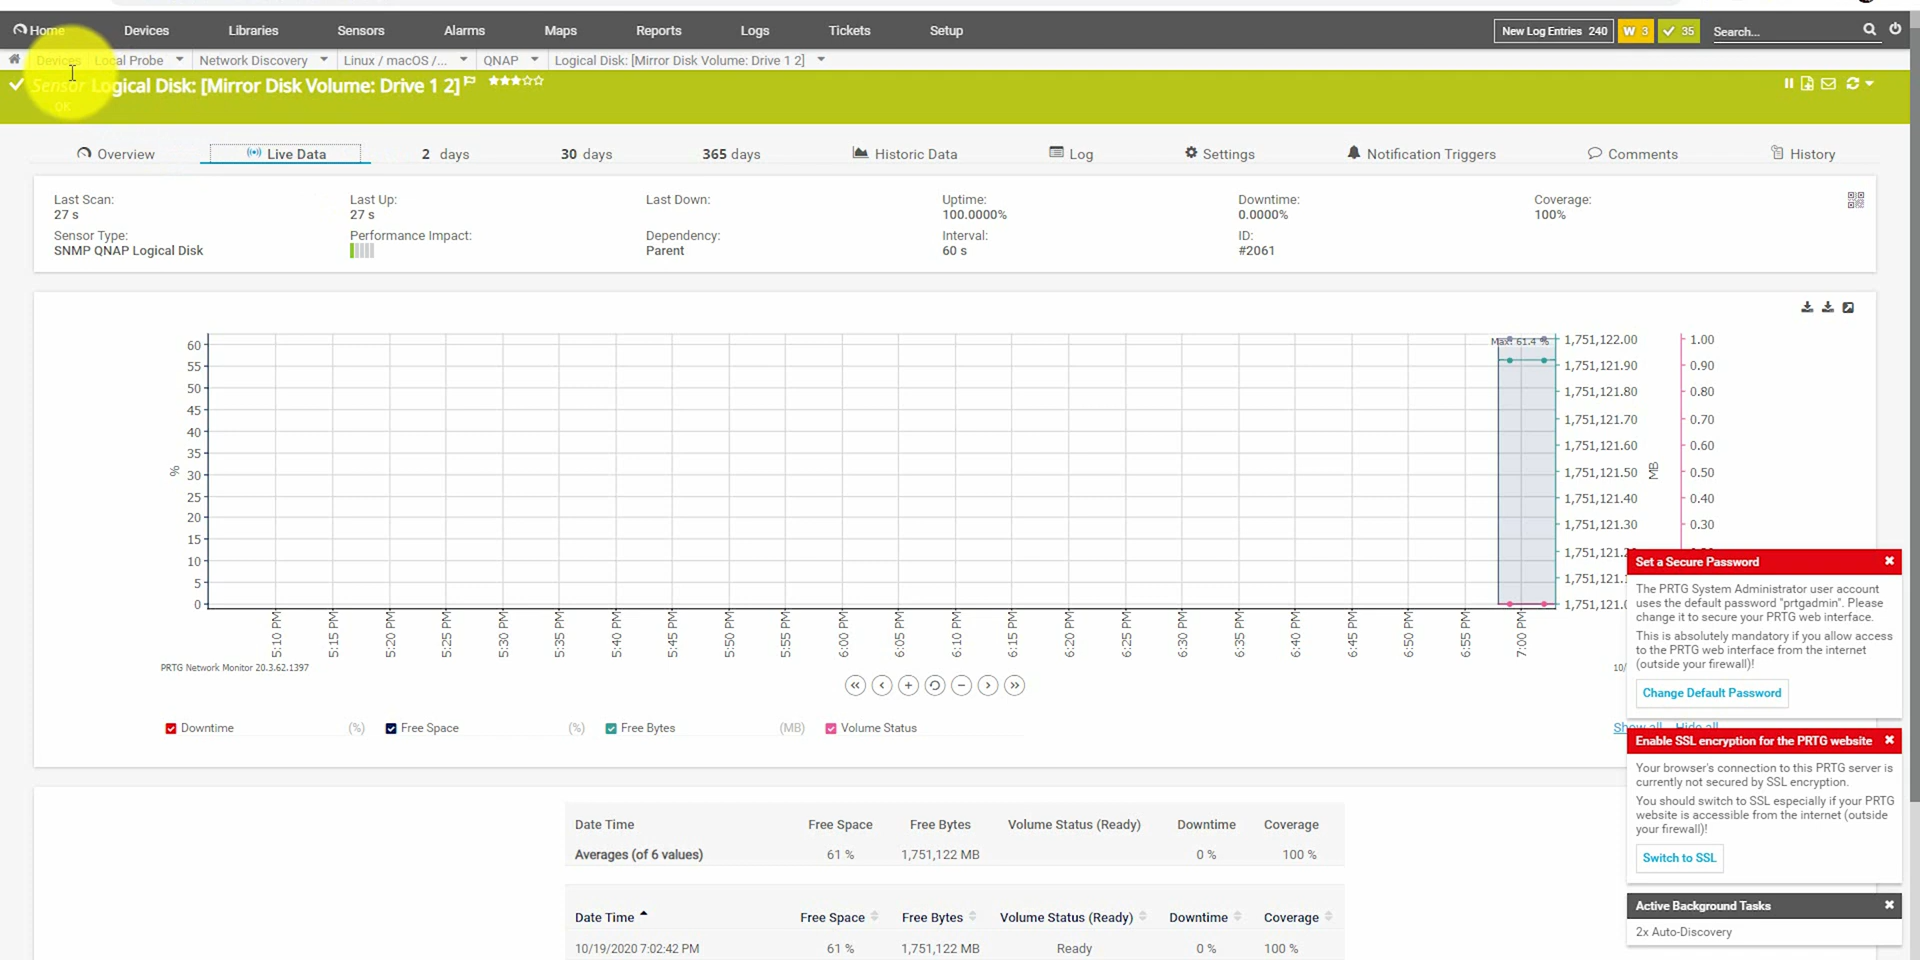 Home Devices Libraries Sensors Alarms Maps Reports Logs Tickets Setup New Log Entries 240 W 3 35 Search...
Devices Local Probe Network Discovery Linux / macOS /... QNAP Logical Disk: [Mirror Disk Volume: Drive 1 2]
Sensor Logical Disk: [Mirror Disk Volume: Drive 1 2]
OK
Overview Live Data 2 days 30 days 365 days Historic Data Log Settings Notification Triggers Comments History
Last Scan: Last Up: Last Down: Uptime: Downtime: Coverage:
27 s 27 s 100.0000% 0.0000% 100%
Sensor Type: Performance Impact: Dependency: Interval: ID:
SNMP QNAP Logical Disk Parent 60 s #2061
Max: 61.4 %
60 1,751,122.00 1.00
55 1,751,121.90 0.90
50 1,751,121.80 0.80
45 1,751,121.70 0.70
40 1,751,121.60 0.60
35 1,751,121.50 0.50
30 1,751,121.40 0.40
25 1,751,121.30 0.30
20
15
10
5
0
%
MB
5:10 PM 5:15 PM 5:20 PM 5:25 PM 5:30 PM 5:35 PM 5:40 PM 5:45 PM 5:50 PM 5:55 PM 6:00 PM 6:05 PM 6:10 PM 6:15 PM 6:20 PM 6:25 PM 6:30 PM 6:35 PM 6:40 PM 6:45 PM 6:50 PM 6:55 PM 7:00 PM
PRTG Network Monitor 20.3.62.1397 10/
Downtime (%) Free Space (%) Free Bytes (MB) Volume Status Show all Hide all
Date Time Free Space Free Bytes Volume Status (Ready) Downtime Coverage
Averages (of 6 values) 61 % 1,751,122 MB 0 % 100 %
Date Time Free Space Free Bytes Volume Status (Ready) Downtime Coverage
10/19/2020 7:02:42 PM 61 % 1,751,122 MB Ready 0 % 100 %
Set a Secure Password
The PRTG System Administrator user account
uses the default password "prtgadmin". Please
change it to secure your PRTG web interface.
This is absolutely mandatory if you allow access
to the PRTG web interface from the internet
(outside your firewall)!
Change Default Password
Enable SSL encryption for the PRTG website
Your browser's connection to this PRTG server is
currently not secured by SSL encryption.
You should switch to SSL especially if your PRTG
website is accessible from the internet (outside
your firewall)!
Switch to SSL
Active Background Tasks
2x Auto-Discovery